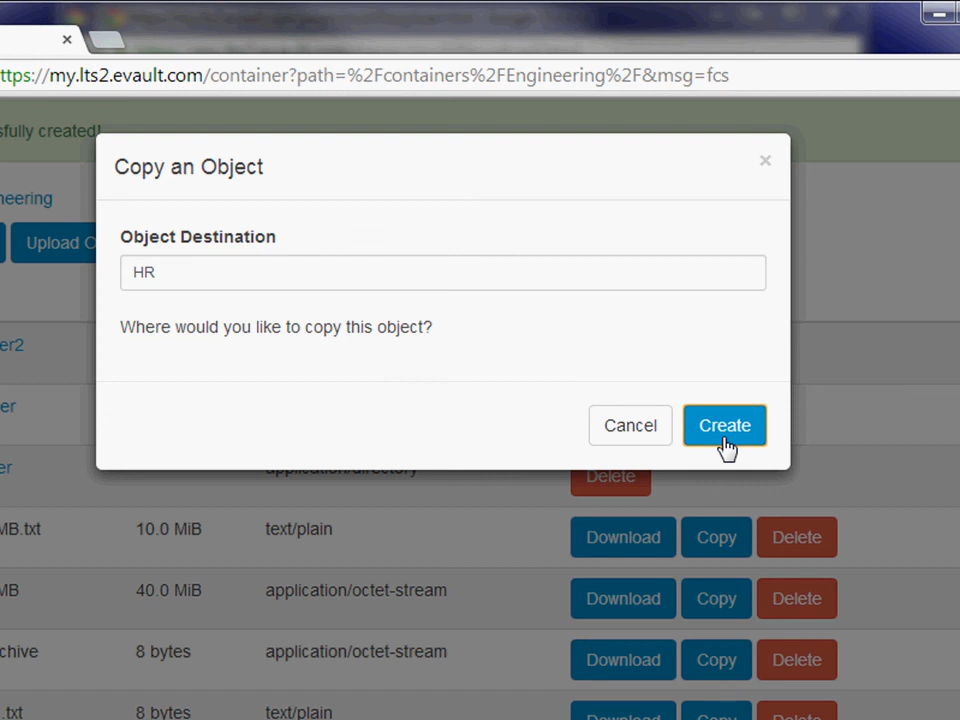 ttps://my.lts2.evault.com/container?path=%2Fcontainers%2FEngineering%2F&msg=fcs
sfully created!
Copy an Object ×
neering
Upload O
Object Destination
HR
Where would you like to copy this object?
er2
er
Cancel Create
er application/directory Delete
MB.txt 10.0 MiB text/plain Download Copy Delete
MB 40.0 MiB application/octet-stream Download Copy Delete
chive 8 bytes application/octet-stream Download Copy Delete
.txt 8 bytes text/plain Download Copy Delete